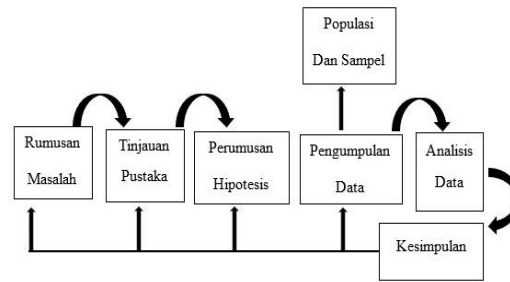 Populasi
Dan Sampel
Rumusan
Masalah
Tinjauan
Pustaka
Perumusan
Hipotesis
Pengumpulan
Data
Analisis
Data
Kesimpulan